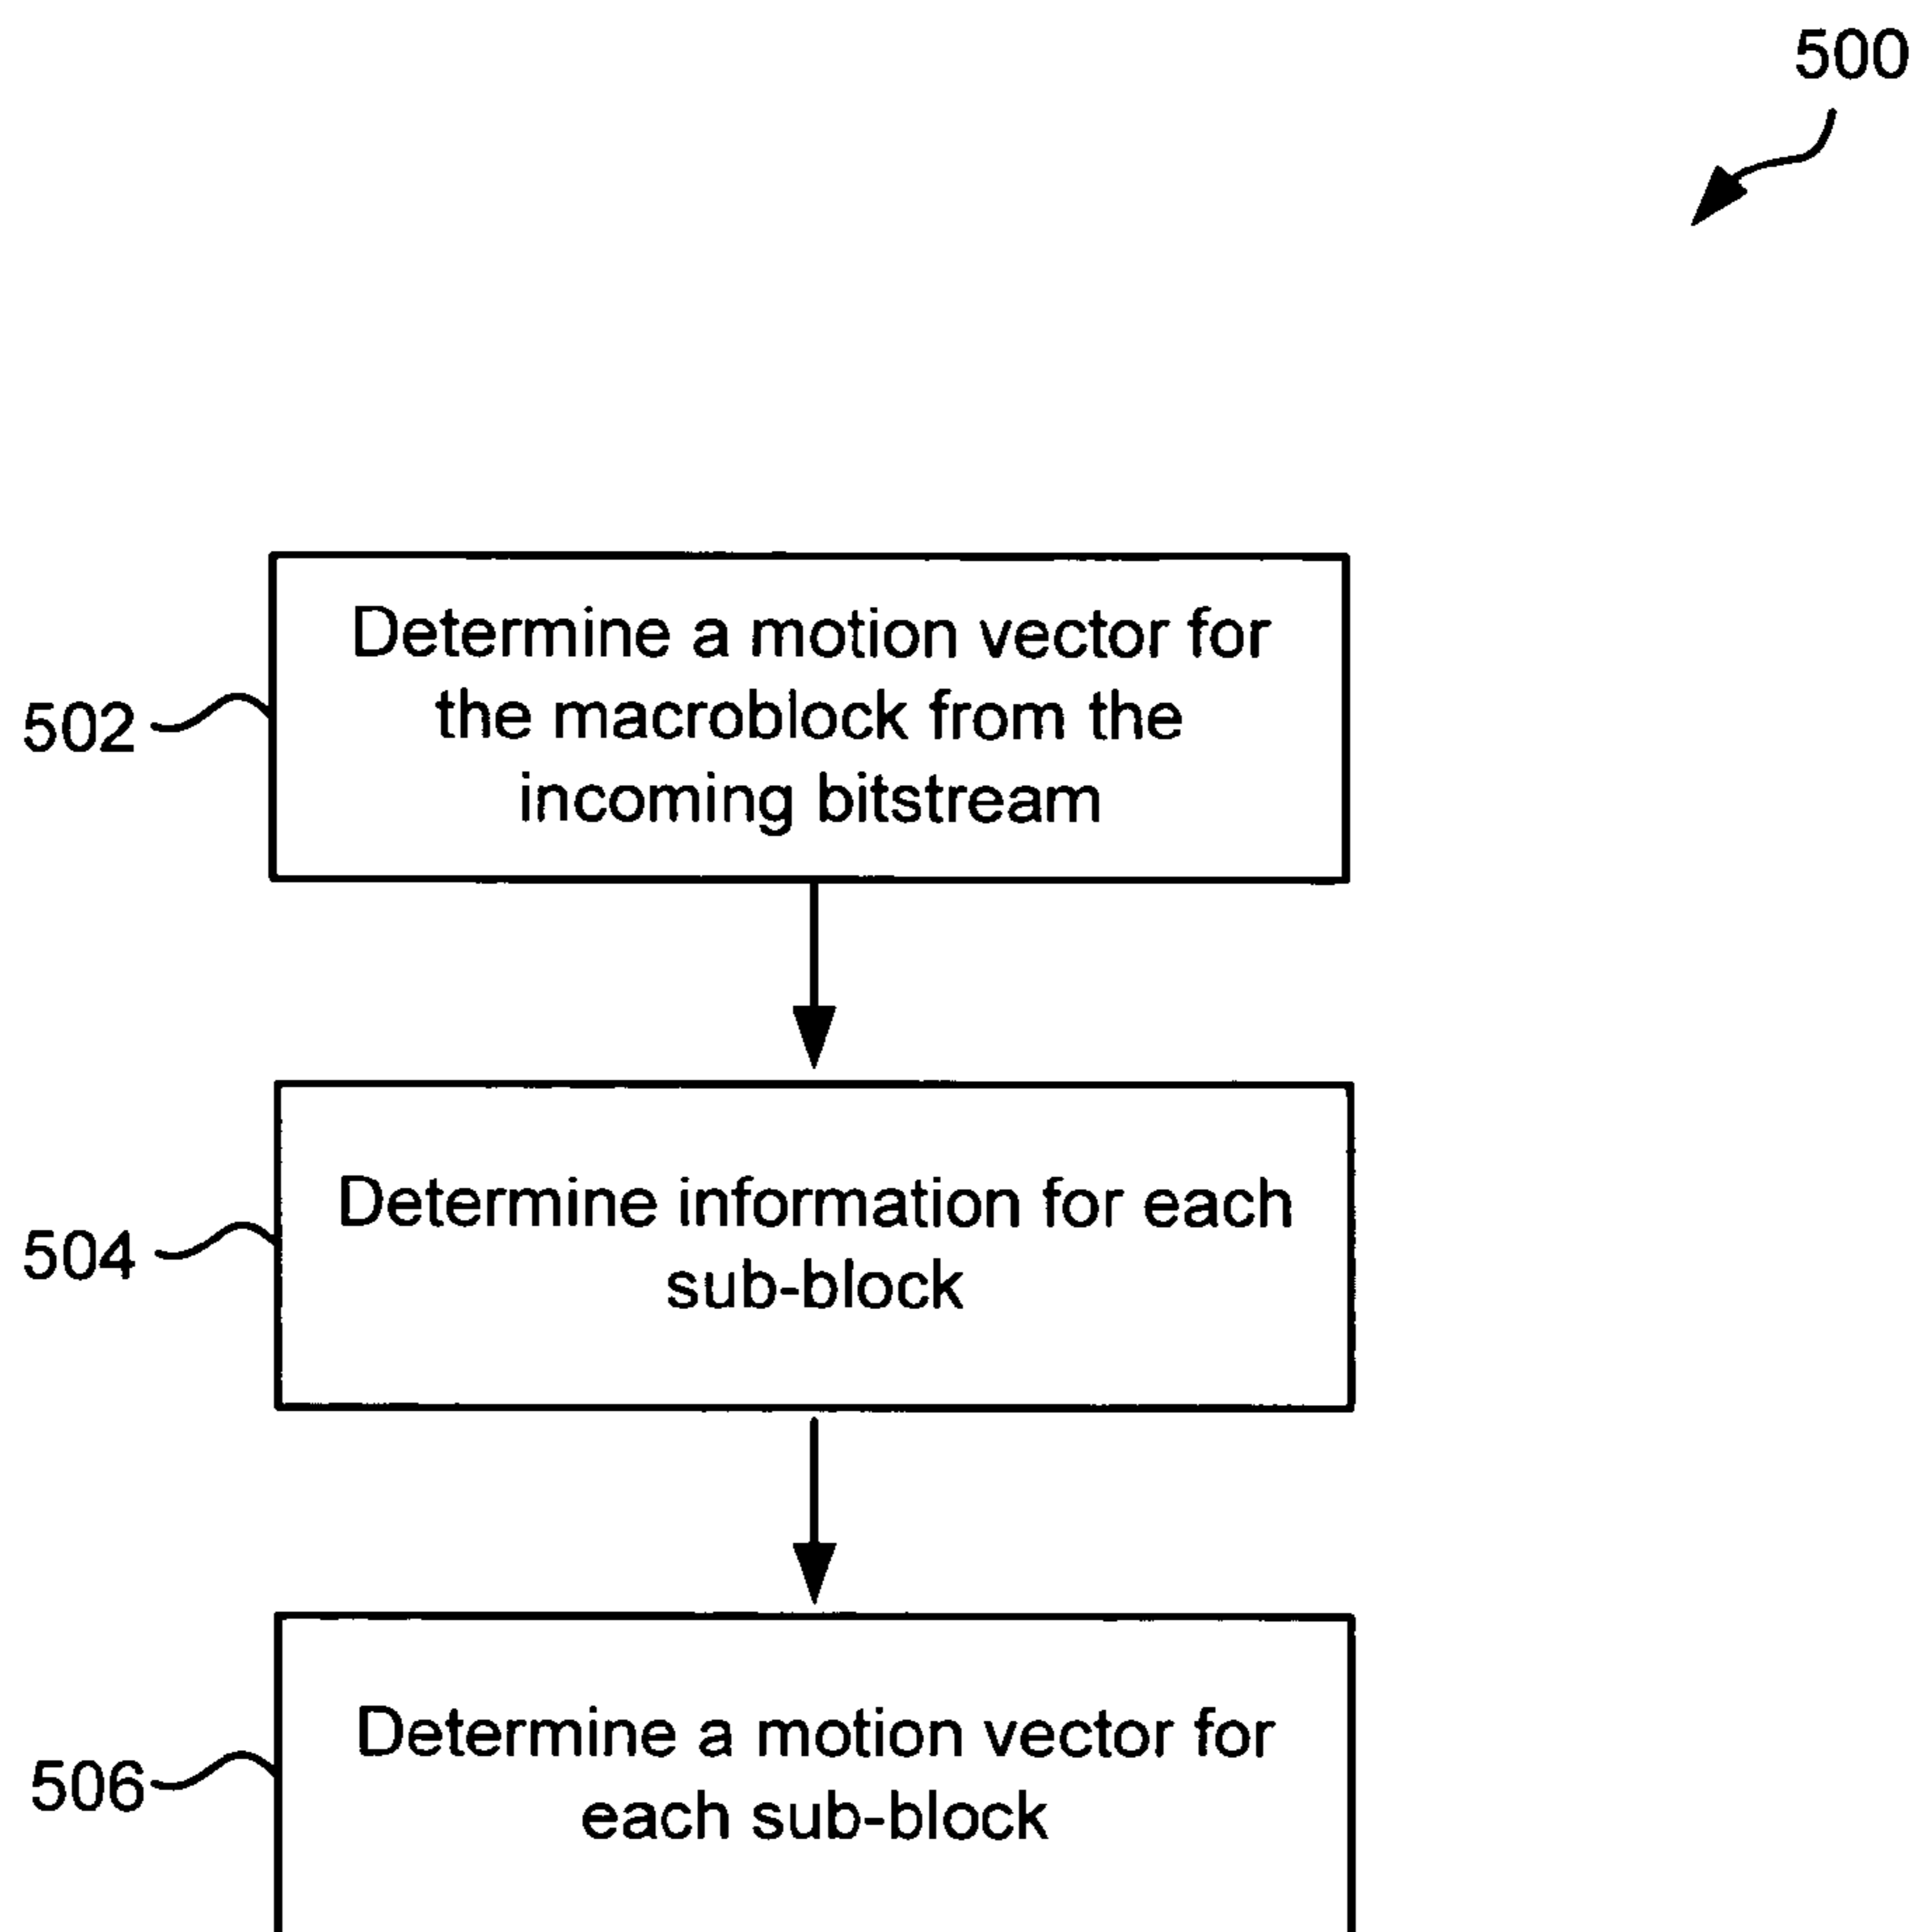 500
Determine a motion vector for
the macroblock from the
incoming bitstream
502
Determine information for each
sub-block
504
Determine a motion vector for
each sub-block
506